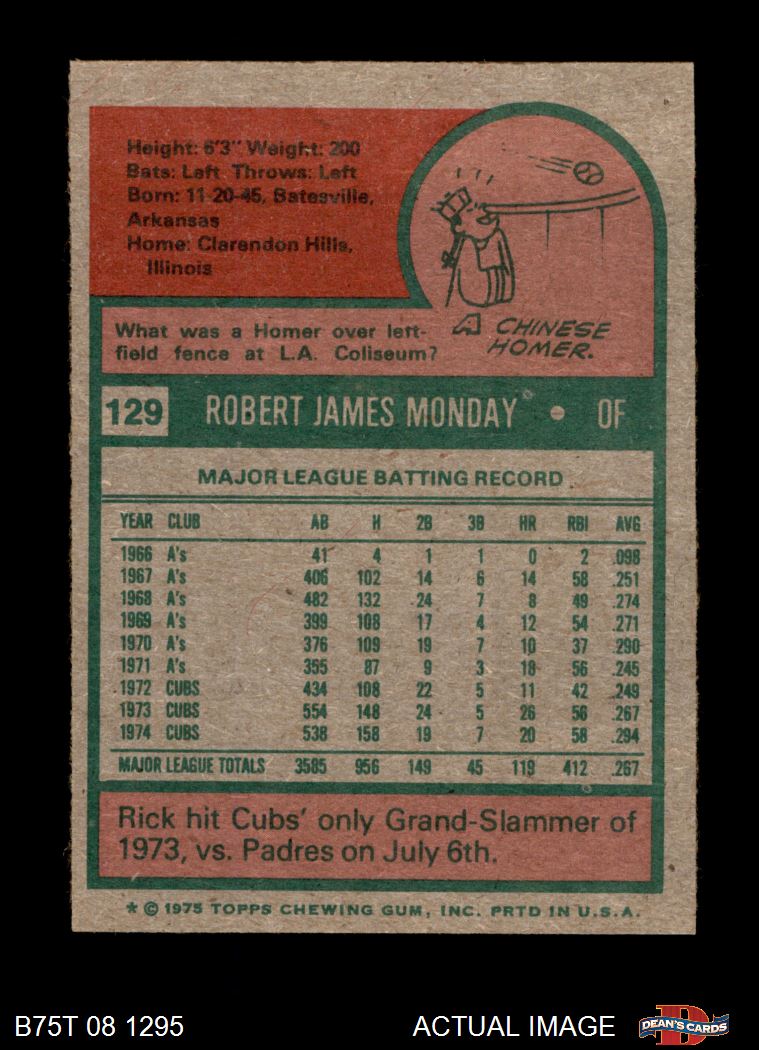 Height: 6'3" Weight: 200
Bats: Left Throws: Left
Born: 11-20-45, Batesville,
Arkansas
Home: Clarendon Hills,
Illinois
What was a Homer over left-
field fence at L.A. Coliseum?
A CHINESE
HOMER.
129 ROBERT JAMES MONDAY • OF
MAJOR LEAGUE BATTING RECORD
YEAR CLUB AB H 2B 3B HR RBI AVG
1966 A's 41 4 1 1 0 2 .098
1967 A's 406 102 14 6 14 58 .251
1968 A's 482 132 24 7 8 49 .274
1969 A's 399 108 17 4 12 54 .271
1970 A's 376 109 19 7 10 37 .290
1971 A's 355 87 9 3 18 56 .245
1972 CUBS 434 108 22 5 11 42 .249
1973 CUBS 554 148 24 5 26 56 .267
1974 CUBS 538 158 19 7 20 58 .294
MAJOR LEAGUE TOTALS 3585 956 149 45 119 412 .267
Rick hit Cubs' only Grand-Slammer of
1973, vs. Padres on July 6th.
* © 1975 TOPPS CHEWING GUM, INC. PRTD IN U.S.A.
B75T 08 1295 ACTUAL IMAGE D DEAN'S CARDS